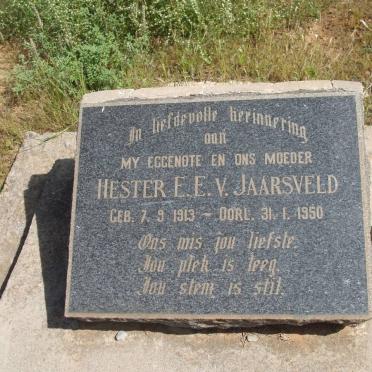 In liefdevolle herinnering
aan
MY EGGENOTE EN ONS MOEDER
HESTER E.E.V. JAARSVELD
GEB. 7. 9. 1913 – OORL. 31. 1. 1950
Ons mis jou liefste.
Jou plek is leeg.
Jou stem is stil.